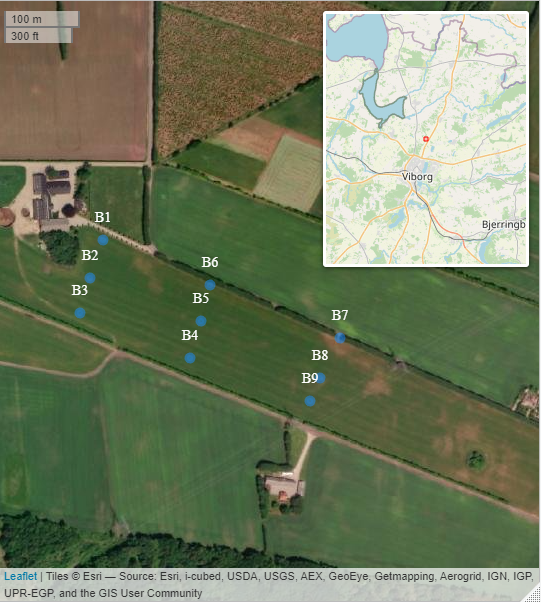 100 m
300 ft
Viborg
Bjerringb
B1
B2
B3
B6
B5
B4
B7
B8
B9
Leaflet | Tiles © Esri — Source: Esri, i-cubed, USDA, USGS, AEX, GeoEye, Getmapping, Aerogrid, IGN, IGP,
UPR-EGP, and the GIS User Community